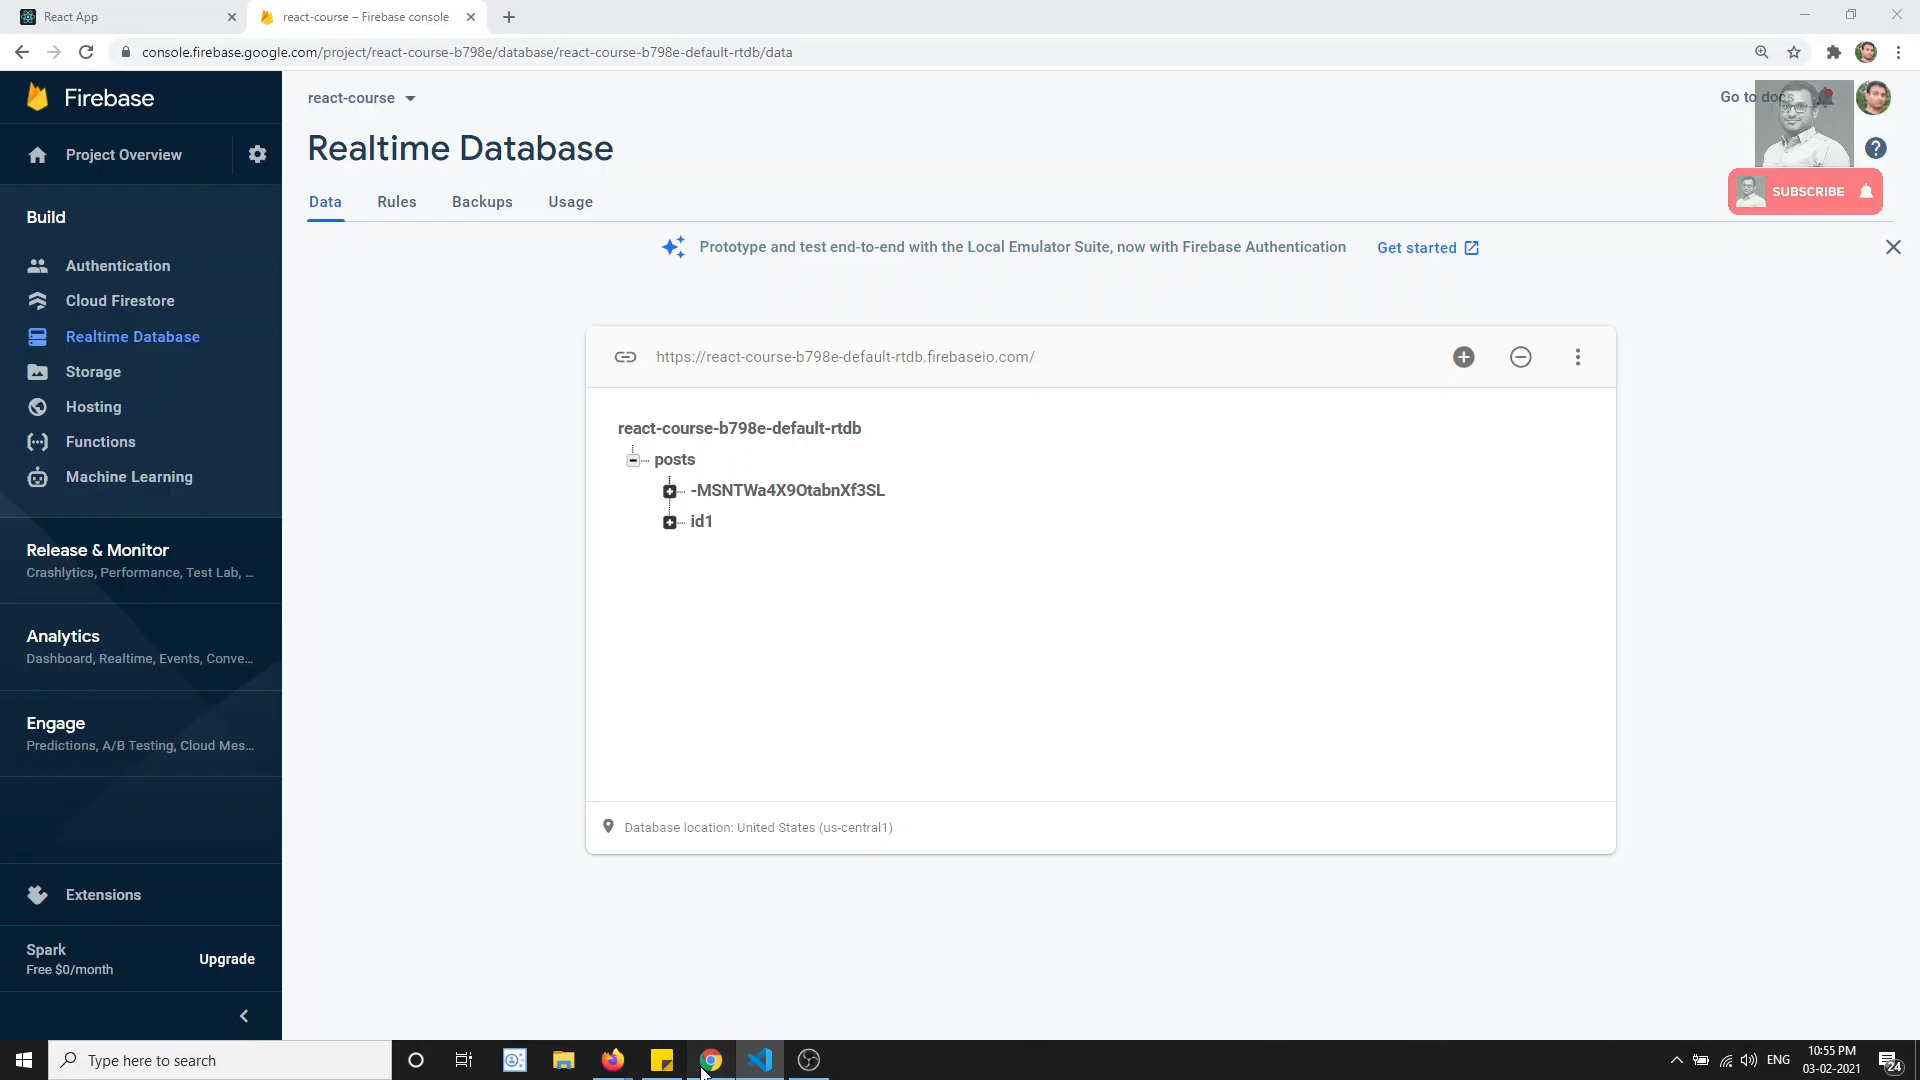 React App
react-course – Firebase console
console.firebase.google.com/project/react-course-b798e/database/react-course-b798e-default-rtdb/data
Firebase
Project Overview
Build
Authentication
Cloud Firestore
Realtime Database
Storage
Hosting
Functions
Machine Learning
Release & Monitor
Crashlytics, Performance, Test Lab, ...
Analytics
Dashboard, Realtime, Events, Conve...
Engage
Predictions, A/B Testing, Cloud Mes...
Extensions
Spark
Free $0/month
Upgrade
react-course
Go to docs
Realtime Database
SUBSCRIBE
Data
Rules
Backups
Usage
Prototype and test end-to-end with the Local Emulator Suite, now with Firebase Authentication
Get started
https://react-course-b798e-default-rtdb.firebaseio.com/
react-course-b798e-default-rtdb
posts
-MSNTWa4X9OtabnXf3SL
id1
Database location: United States (us-central1)
Type here to search
ENG
10:55 PM
03-02-2021
24